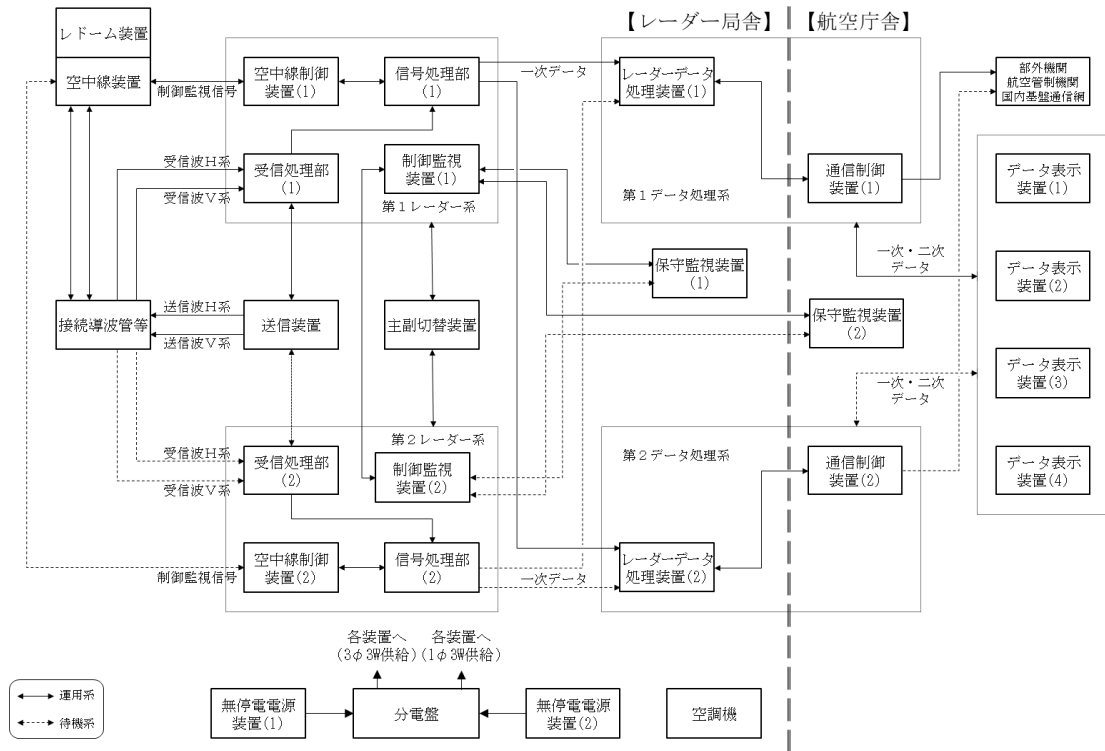 【レーダー局舎】
【航空庁舎】
レドーム装置
空中線装置
制御監視信号
空中線制御
装置(1)
信号処理部
(1)
一次データ
レーダーデータ
処理装置(1)
部外機関
航空管制機関
国内基盤通信網
受信波H系
受信波V系
受信処理部
(1)
制御監視
装置(1)
第1レーダー系
第1データ処理系
通信制御
装置(1)
データ表示
装置(1)
一次・二次
データ
保守監視装置
(1)
データ表示
装置(2)
接続導波管等
送信波H系
送信波V系
送信装置
主副切替装置
保守監視装置
(2)
データ表示
装置(3)
一次・二次
データ
第2レーダー系
受信波H系
受信波V系
受信処理部
(2)
制御監視
装置(2)
第2データ処理系
通信制御
装置(2)
データ表示
装置(4)
制御監視信号
空中線制御
装置(2)
信号処理部
(2)
一次データ
レーダーデータ
処理装置(2)
各装置へ
(3φ3W供給)
各装置へ
(1φ3W供給)
運用系
待機系
無停電電源
装置(1)
分電盤
無停電電源
装置(2)
空調機